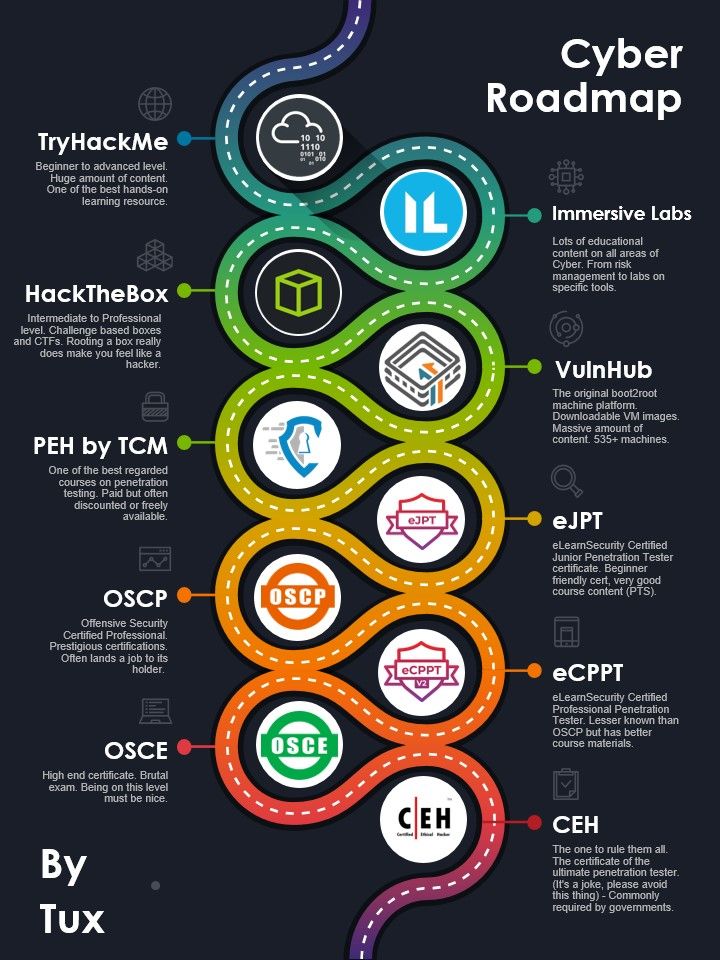 Cyber
Roadmap
10 10
1110
0101 01
01 010
01
TryHackMe
Beginner to advanced level.
Huge amount of content.
One of the best hands-on
learning resource.
IL
Immersive Labs
Lots of educational
content on all areas of
Cyber. From risk
management to labs on
specific tools.
HackTheBox
Intermediate to Professional
level. Challenge based boxes
and CTFs. Rooting a box really
does make you feel like a
hacker.
VulnHub
The original boot2root
machine platform.
Downloadable VM images.
Massive amount of
content. 535+ machines.
PEH by TCM
One of the best regarded
courses on penetration
testing. Paid but often
discounted or freely
available.
eJPT
eJPT
eLearnSecurity Certified
Junior Penetration Tester
certificate. Beginner
friendly cert, very good
course content (PTS).
OSCP
OSCP
Offensive Security
Certified Professional.
Prestigious certifications.
Often lands a job to its
holder.
eCPPT
V2
eCPPT
eLearnSecurity Certified
Professional Penetration
Tester. Lesser known than
OSCP but has better
course materials.
OSCE
OSCE
High end certificate. Brutal
exam. Being on this level
must be nice.
C|EH™
Certified Ethical Hacker
CEH
The one to rule them all.
The certificate of the
ultimate penetration tester.
(It's a joke, please avoid
this thing) - Commonly
required by governments.
By
Tux